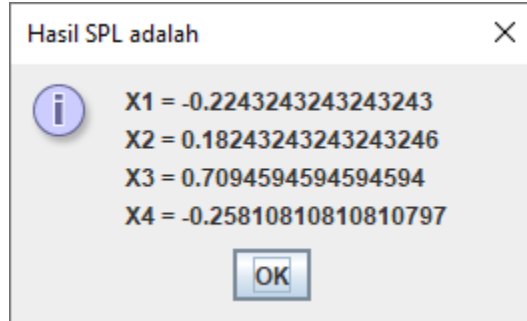 Hasil SPL adalah
X1 = -0.2243243243243243
X2 = 0.18243243243243246
X3 = 0.7094594594594594
X4 = -0.25810810810810797
OK